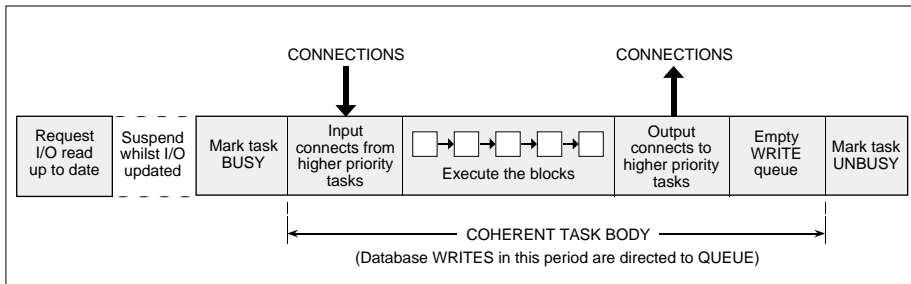 CONNECTIONS
CONNECTIONS
Request
I/O read
up to date
Suspend
whilst I/O
updated
Mark task
BUSY
Input
connects from
higher priority
tasks
Execute the blocks
Output
connects to
higher priority
tasks
Empty
WRITE
queue
Mark task
UNBUSY
COHERENT TASK BODY
(Database WRITES in this period are directed to QUEUE)